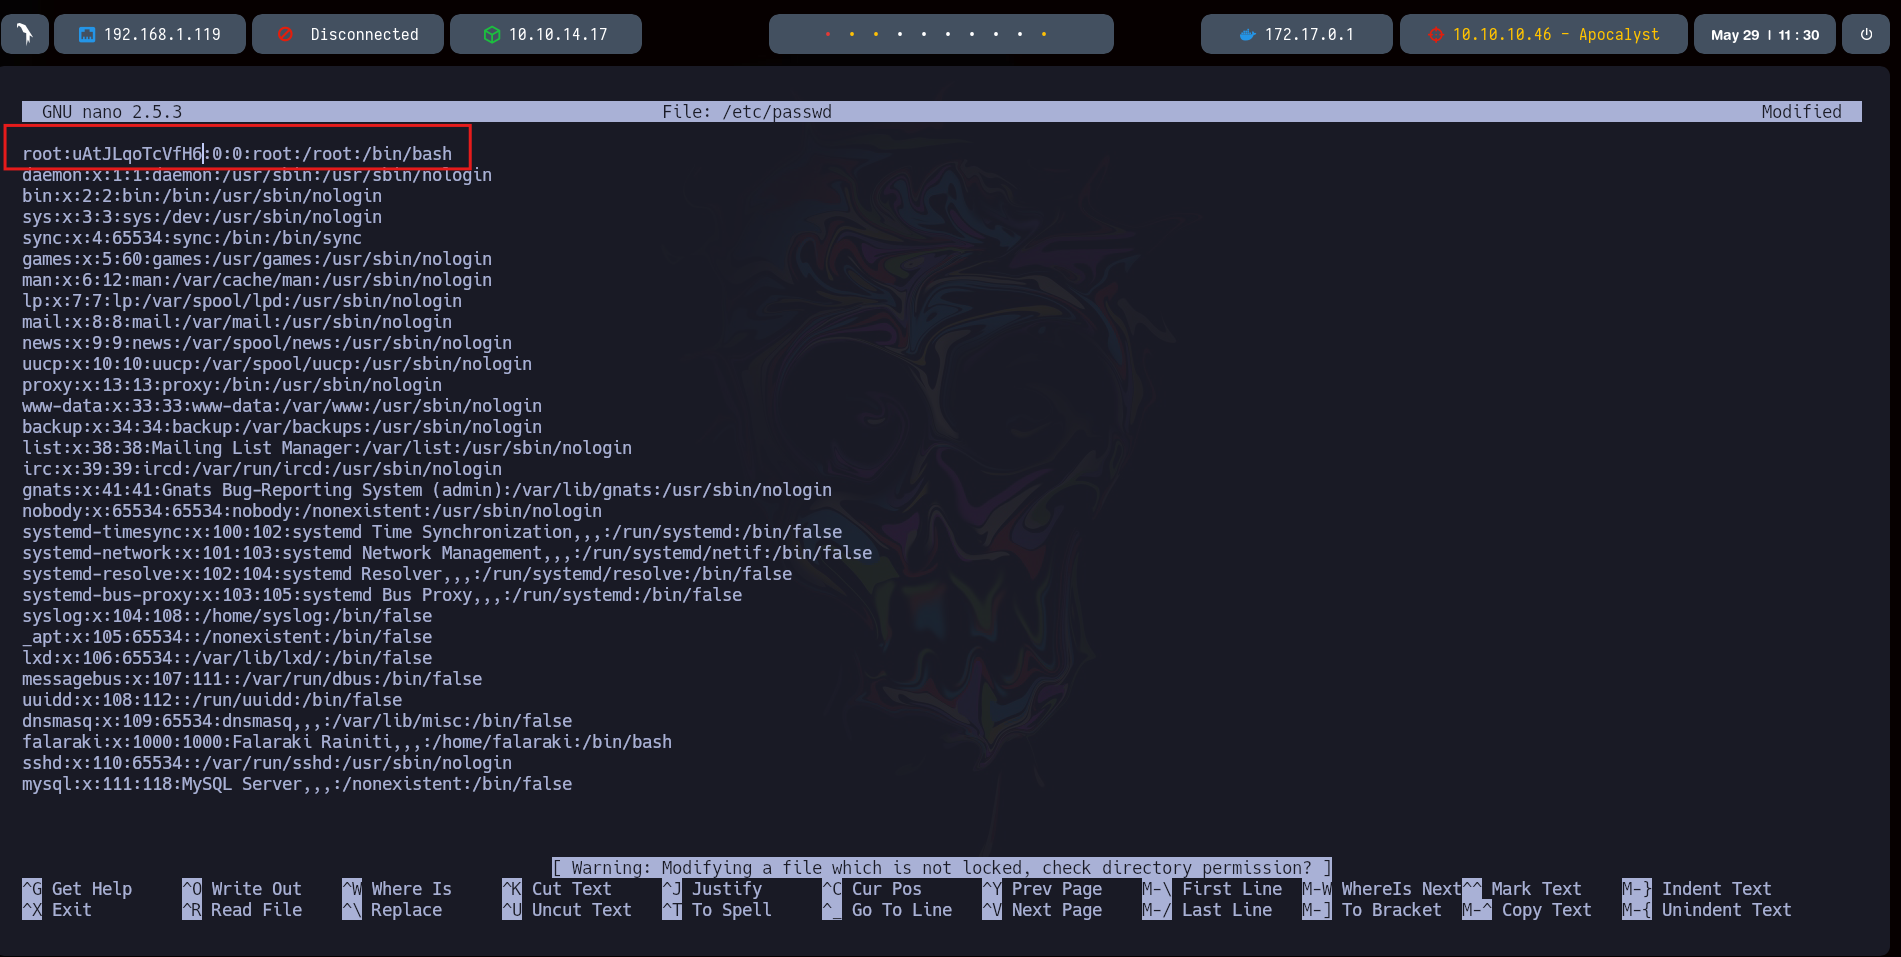 192.168.1.119 Disconnected 10.10.14.17 172.17.0.1 10.10.10.46 - Apocalyst May 29 | 11:30
GNU nano 2.5.3 File: /etc/passwd Modified
root:uAtJLqoTcVfH6:0:0:root:/root:/bin/bash
daemon:x:1:1:daemon:/usr/sbin:/usr/sbin/nologin
bin:x:2:2:bin:/bin:/usr/sbin/nologin
sys:x:3:3:sys:/dev:/usr/sbin/nologin
sync:x:4:65534:sync:/bin:/bin/sync
games:x:5:60:games:/usr/games:/usr/sbin/nologin
man:x:6:12:man:/var/cache/man:/usr/sbin/nologin
lp:x:7:7:lp:/var/spool/lpd:/usr/sbin/nologin
mail:x:8:8:mail:/var/mail:/usr/sbin/nologin
news:x:9:9:news:/var/spool/news:/usr/sbin/nologin
uucp:x:10:10:uucp:/var/spool/uucp:/usr/sbin/nologin
proxy:x:13:13:proxy:/bin:/usr/sbin/nologin
www-data:x:33:33:www-data:/var/www:/usr/sbin/nologin
backup:x:34:34:backup:/var/backups:/usr/sbin/nologin
list:x:38:38:Mailing List Manager:/var/list:/usr/sbin/nologin
irc:x:39:39:ircd:/var/run/ircd:/usr/sbin/nologin
gnats:x:41:41:Gnats Bug-Reporting System (admin):/var/lib/gnats:/usr/sbin/nologin
nobody:x:65534:65534:nobody:/nonexistent:/usr/sbin/nologin
systemd-timesync:x:100:102:systemd Time Synchronization,,,:/run/systemd:/bin/false
systemd-network:x:101:103:systemd Network Management,,,:/run/systemd/netif:/bin/false
systemd-resolve:x:102:104:systemd Resolver,,,:/run/systemd/resolve:/bin/false
systemd-bus-proxy:x:103:105:systemd Bus Proxy,,,:/run/systemd:/bin/false
syslog:x:104:108::/home/syslog:/bin/false
_apt:x:105:65534::/nonexistent:/bin/false
lxd:x:106:65534::/var/lib/lxd/:/bin/false
messagebus:x:107:111::/var/run/dbus:/bin/false
uuidd:x:108:112::/run/uuidd:/bin/false
dnsmasq:x:109:65534:dnsmasq,,,:/var/lib/misc:/bin/false
falaraki:x:1000:1000:Falaraki Rainiti,,,:/home/falaraki:/bin/bash
sshd:x:110:65534::/var/run/sshd:/usr/sbin/nologin
mysql:x:111:118:MySQL Server,,,:/nonexistent:/bin/false
[ Warning: Modifying a file which is not locked, check directory permission? ]
^G Get Help ^O Write Out ^W Where Is ^K Cut Text ^J Justify ^C Cur Pos ^Y Prev Page M-\ First Line M-W WhereIs Next ^^ Mark Text M-} Indent Text
^X Exit ^R Read File ^\ Replace ^U Uncut Text ^T To Spell ^_ Go To Line ^V Next Page M-/ Last Line M-] To Bracket M-^ Copy Text M-{ Unindent Text